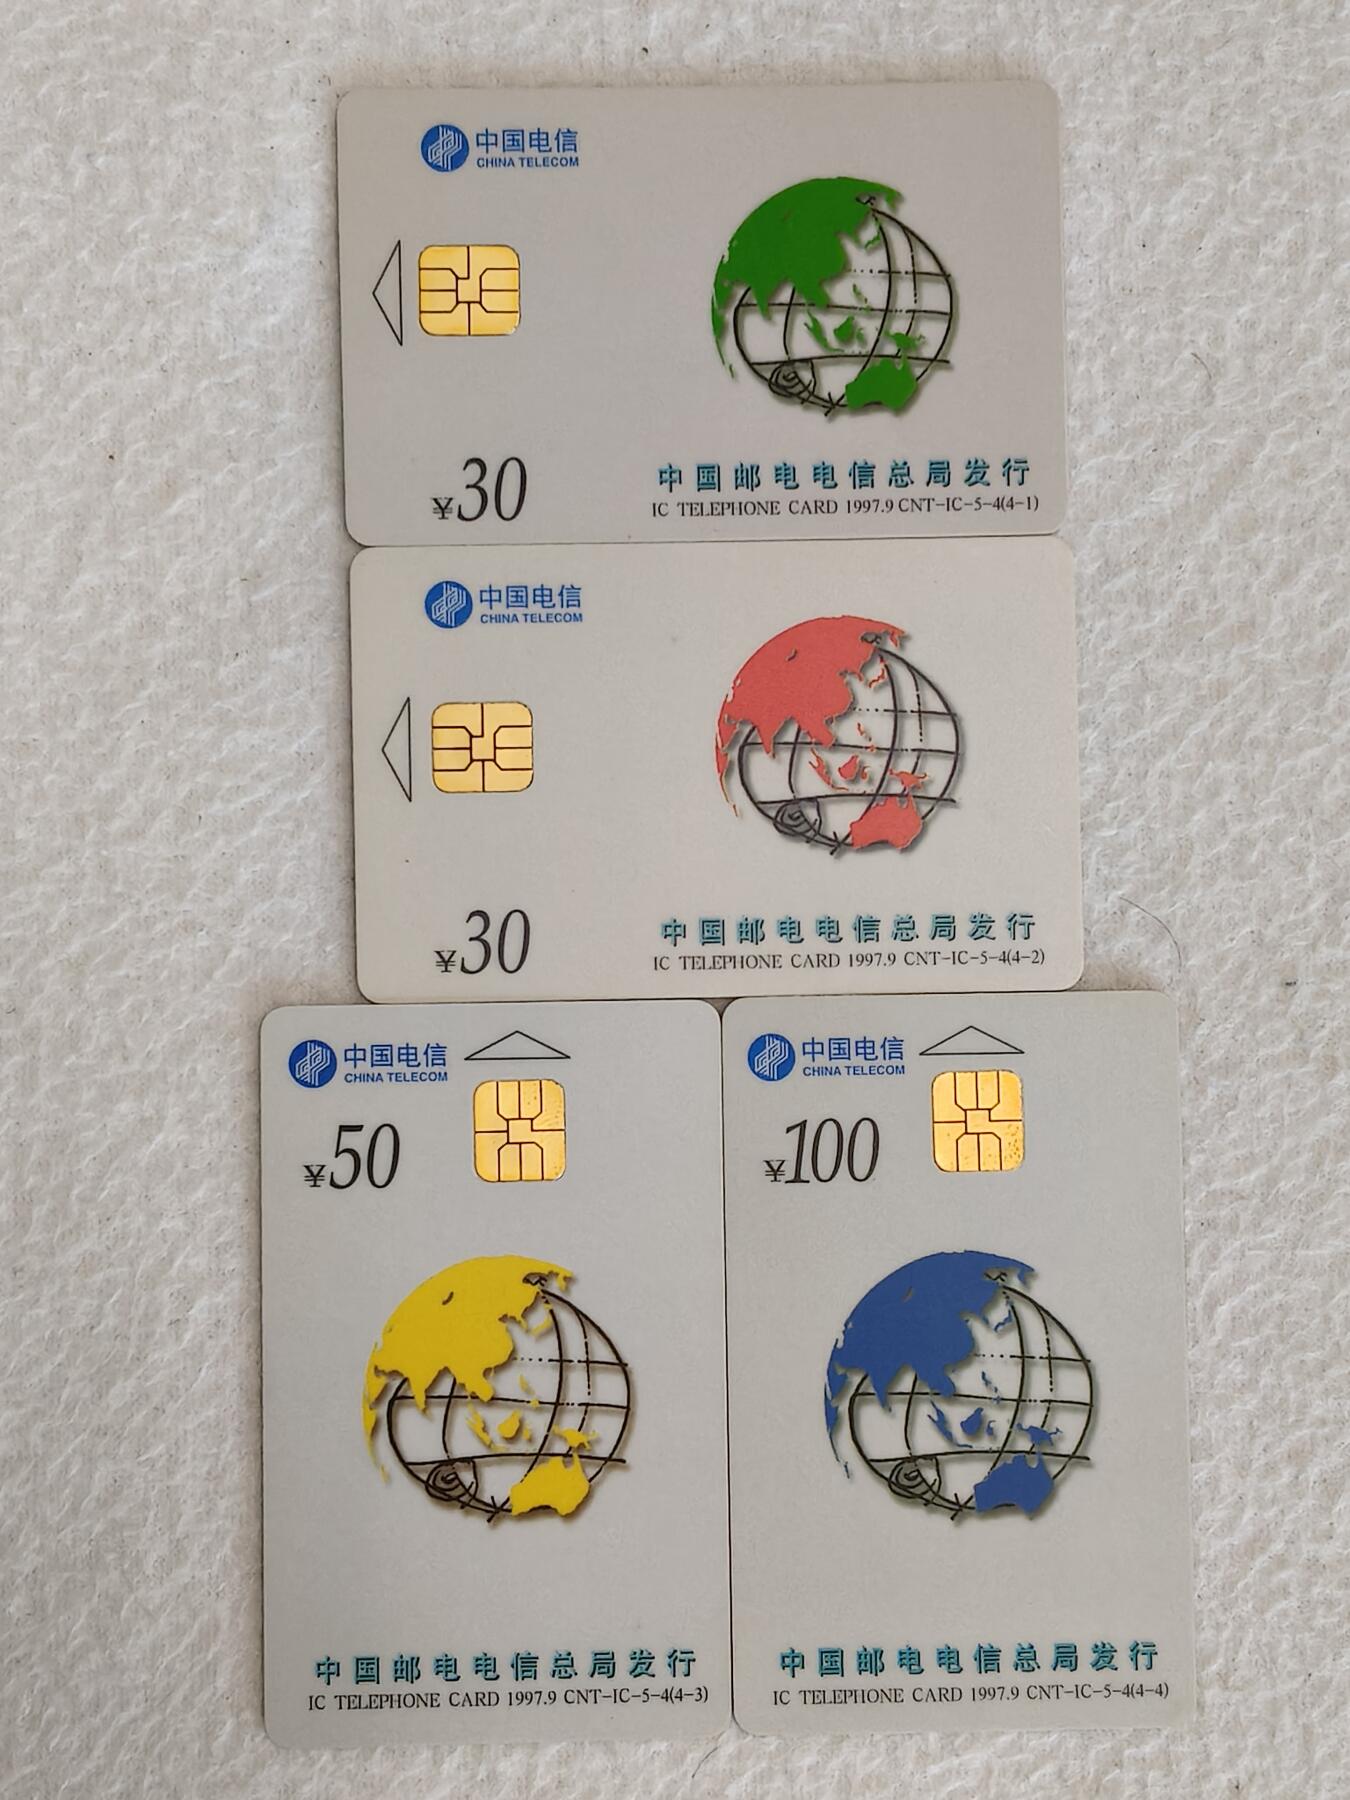 中国电信
CHINA TELECOM
¥30
中国邮电电信总局发行
IC TELEPHONE CARD 1997.9 CNT-IC-5-4(4-1)
中国电信
CHINA TELECOM
¥30
中国邮电电信总局发行
IC TELEPHONE CARD 1997.9 CNT-IC-5-4(4-2)
中国电信
CHINA TELECOM
¥50
中国邮电电信总局发行
IC TELEPHONE CARD 1997.9 CNT-IC-5-4(4-3)
中国电信
CHINA TELECOM
¥100
中国邮电电信总局发行
IC TELEPHONE CARD 1997.9 CNT-IC-5-4(4-4)